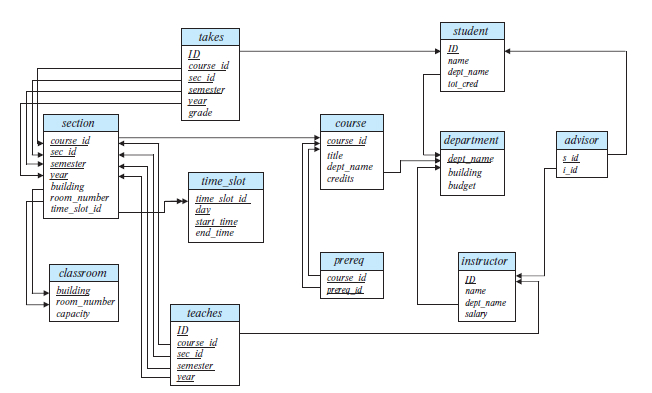 takes
ID
course_id
sec_id
semester
year
grade
student
ID
name
dept_name
tot_cred
section
course_id
sec_id
semester
year
building
room_number
time_slot_id
course
course_id
title
dept_name
credits
department
dept_name
building
budget
advisor
s_id
i_id
time_slot
time_slot_id
day
start_time
end_time
classroom
building
room_number
capacity
prereq
course_id
prereq_id
instructor
ID
name
dept_name
salary
teaches
ID
course_id
sec_id
semester
year